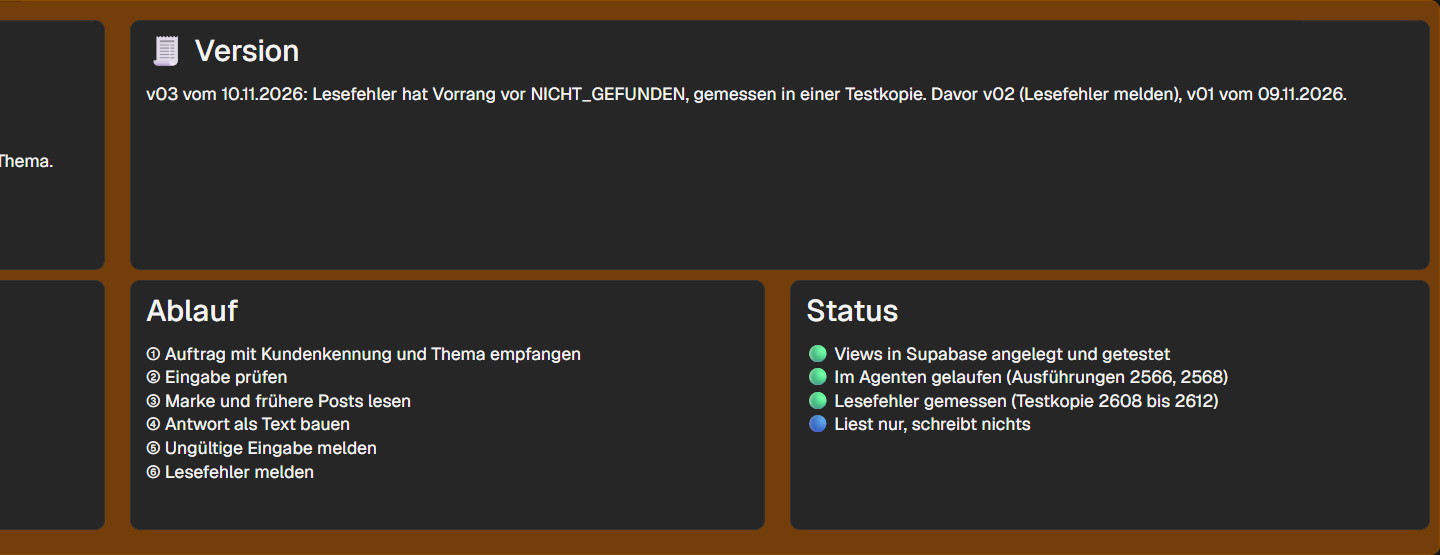 Version
v03 vom 10.11.2026: Lesefehler hat Vorrang vor NICHT_GEFUNDEN, gemessen in einer Testkopie. Davor v02 (Lesefehler melden), v01 vom 09.11.2026.
Thema.
Ablauf
① Auftrag mit Kundenkennung und Thema empfangen
② Eingabe prüfen
③ Marke und frühere Posts lesen
④ Antwort als Text bauen
⑤ Ungültige Eingabe melden
⑥ Lesefehler melden
Status
Views in Supabase angelegt und getestet
Im Agenten gelaufen (Ausführungen 2566, 2568)
Lesefehler gemessen (Testkopie 2608 bis 2612)
Liest nur, schreibt nichts